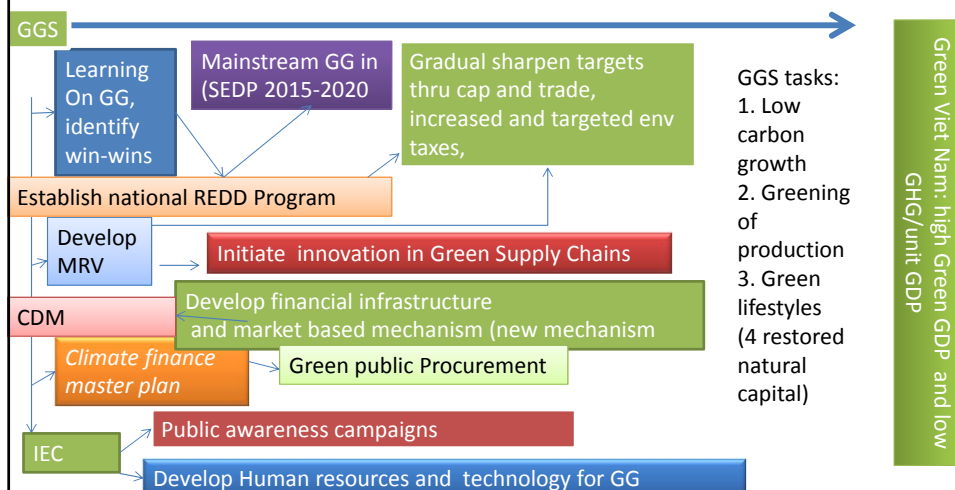 GGS
Learning
On GG,
identify
win-wins
Mainstream GG in
(SEDP 2015-2020
Gradual sharpen targets
thru cap and trade,
increased and targeted env
taxes,
Establish national REDD Program
Develop
MRV
Initiate innovation in Green Supply Chains
CDM
Develop financial infrastructure
and market based mechanism (new mechanism
Climate finance
master plan
Green public Procurement
IEC
Public awareness campaigns
Develop Human resources and technology for GG
GGS tasks:
1. Low
carbon
growth
2. Greening
of
production
3. Green
lifestyles
(4 restored
natural
capital)
Green Viet Nam: high Green GDP and low
GHG/unit GDP